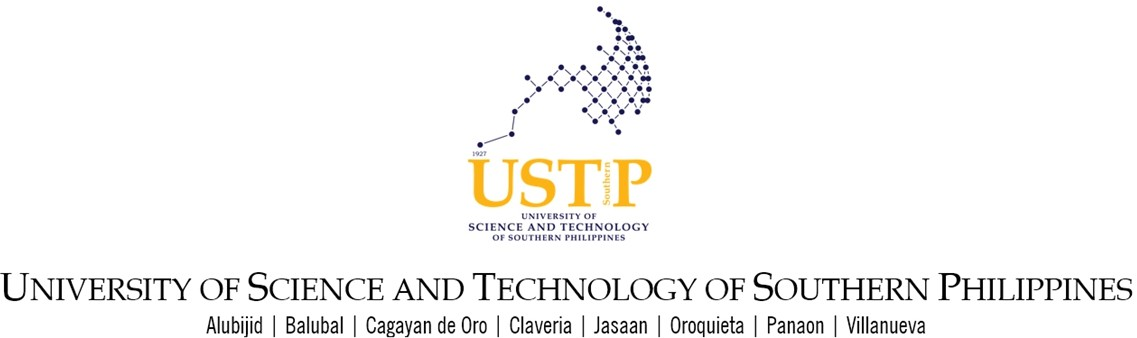 1927
USTP
Southern
UNIVERSITY OF
SCIENCE AND TECHNOLOGY
OF SOUTHERN PHILIPPINES
UNIVERSITY OF SCIENCE AND TECHNOLOGY OF SOUTHERN PHILIPPINES
Alubijid | Balubal | Cagayan de Oro | Claveria | Jasaan | Oroquieta | Panaon | Villanueva